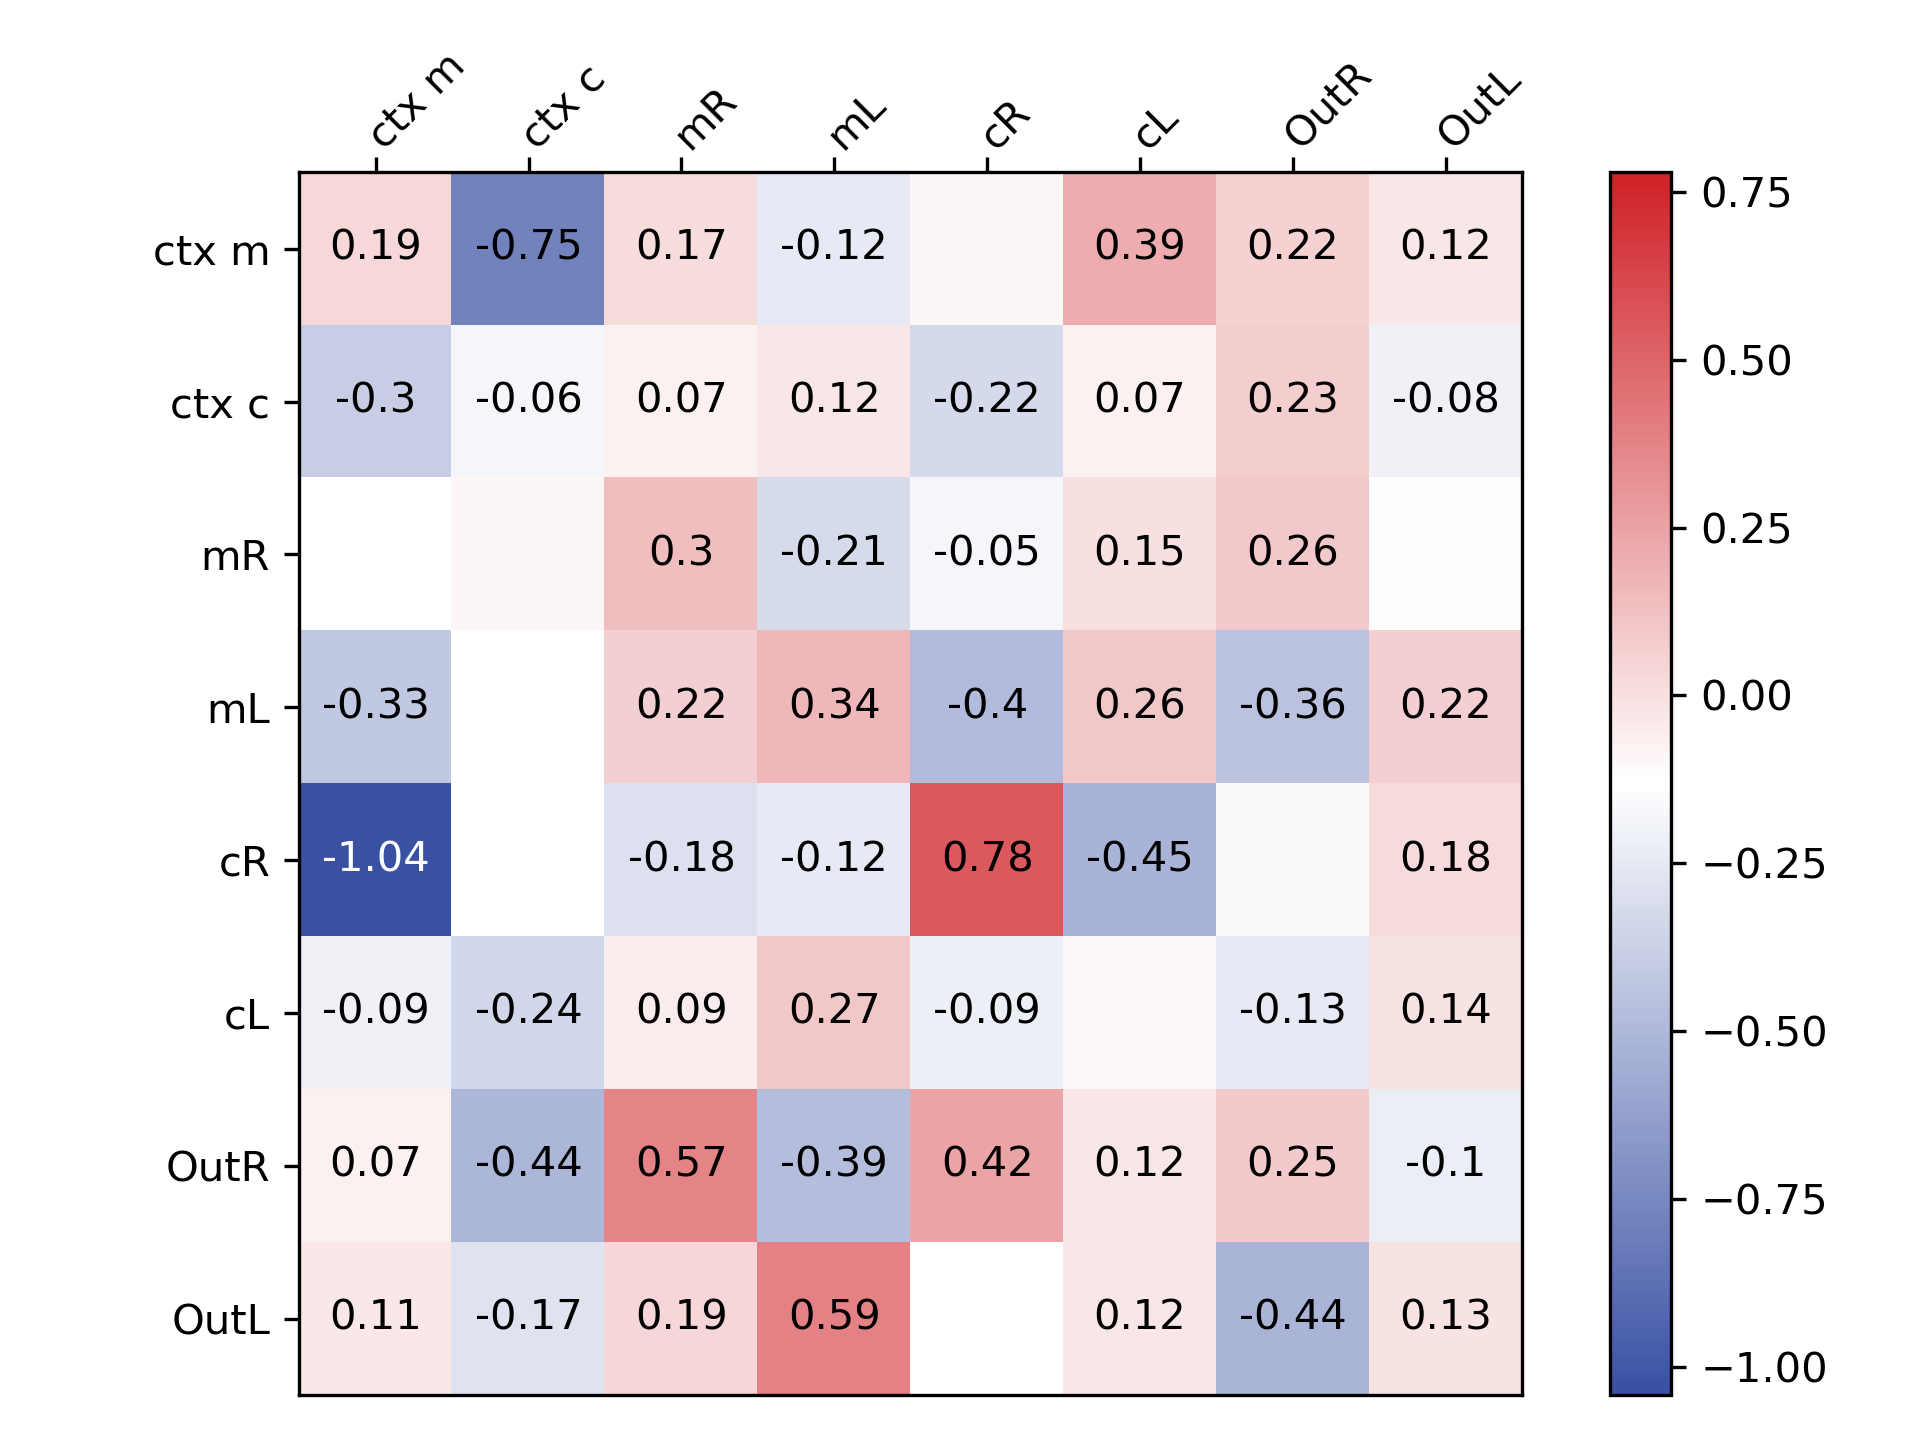 ctx m ctx c mR mL cR cL OutR OutL
ctx m 0.19 -0.75 0.17 -0.12 0.39 0.22 0.12
ctx c -0.3 -0.06 0.07 0.12 -0.22 0.07 0.23 -0.08
mR 0.3 -0.21 -0.05 0.15 0.26
mL -0.33 0.22 0.34 -0.4 0.26 -0.36 0.22
cR -1.04 -0.18 -0.12 0.78 -0.45 0.18
cL -0.09 -0.24 0.09 0.27 -0.09 -0.13 0.14
OutR 0.07 -0.44 0.57 -0.39 0.42 0.12 0.25 -0.1
OutL 0.11 -0.17 0.19 0.59 0.12 -0.44 0.13
0.75
0.50
0.25
0.00
−0.25
−0.50
−0.75
−1.00